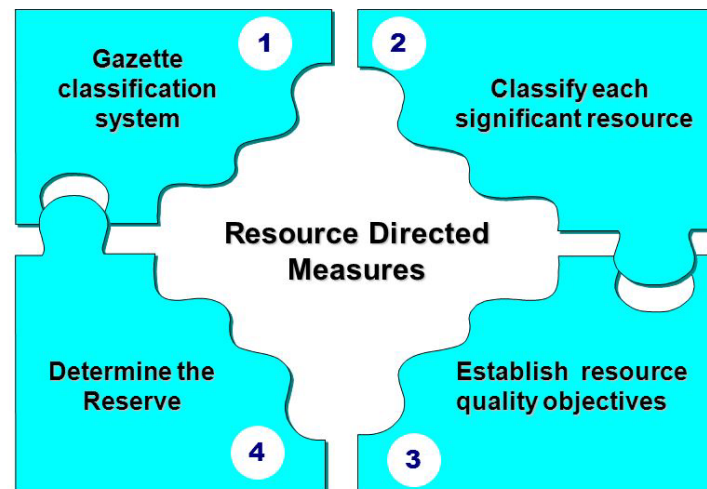 1
Gazette
classification
system
2
Classify each
significant resource
Resource Directed
Measures
Establish resource
quality objectives
3
Determine the
Reserve
4